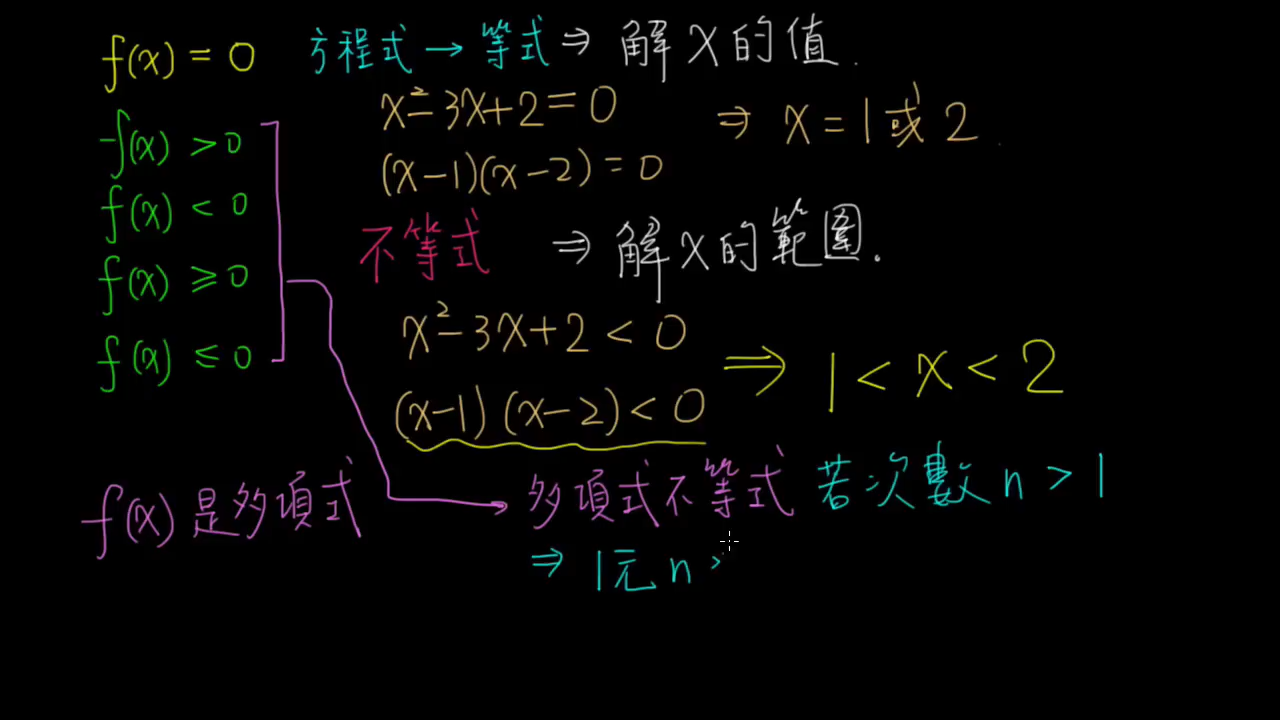 f(x) = 0 方程式 → 等式 ⇒ 解 x 的值.
x²-3x+2=0 ⇒ x=1或2
f(x) > 0
(x-1)(x-2)=0
f(x) < 0
不等式 ⇒ 解 x 的範圍.
f(x) ≥ 0
x²-3x+2<0
f(x) ≤ 0
⇒ 1<x<2
(x-1)(x-2)<0
f(x)是多項式
多項式不等式 若次數 n > 1
⇒ 1元 n